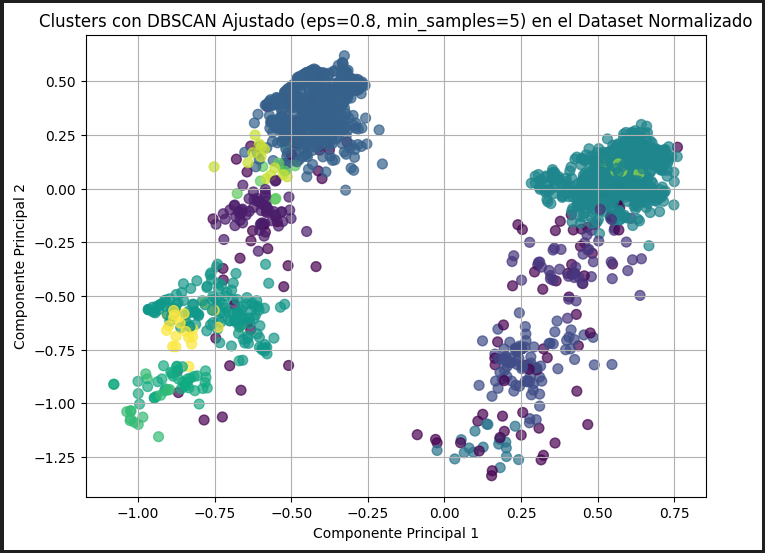 Clusters con DBSCAN Ajustado (eps=0.8, min_samples=5) en el Dataset Normalizado
0.50
0.25
0.00
−0.25
−0.50
−0.75
−1.00
−1.25
Componente Principal 2
−1.00 −0.75 −0.50 −0.25 0.00 0.25 0.50 0.75
Componente Principal 1